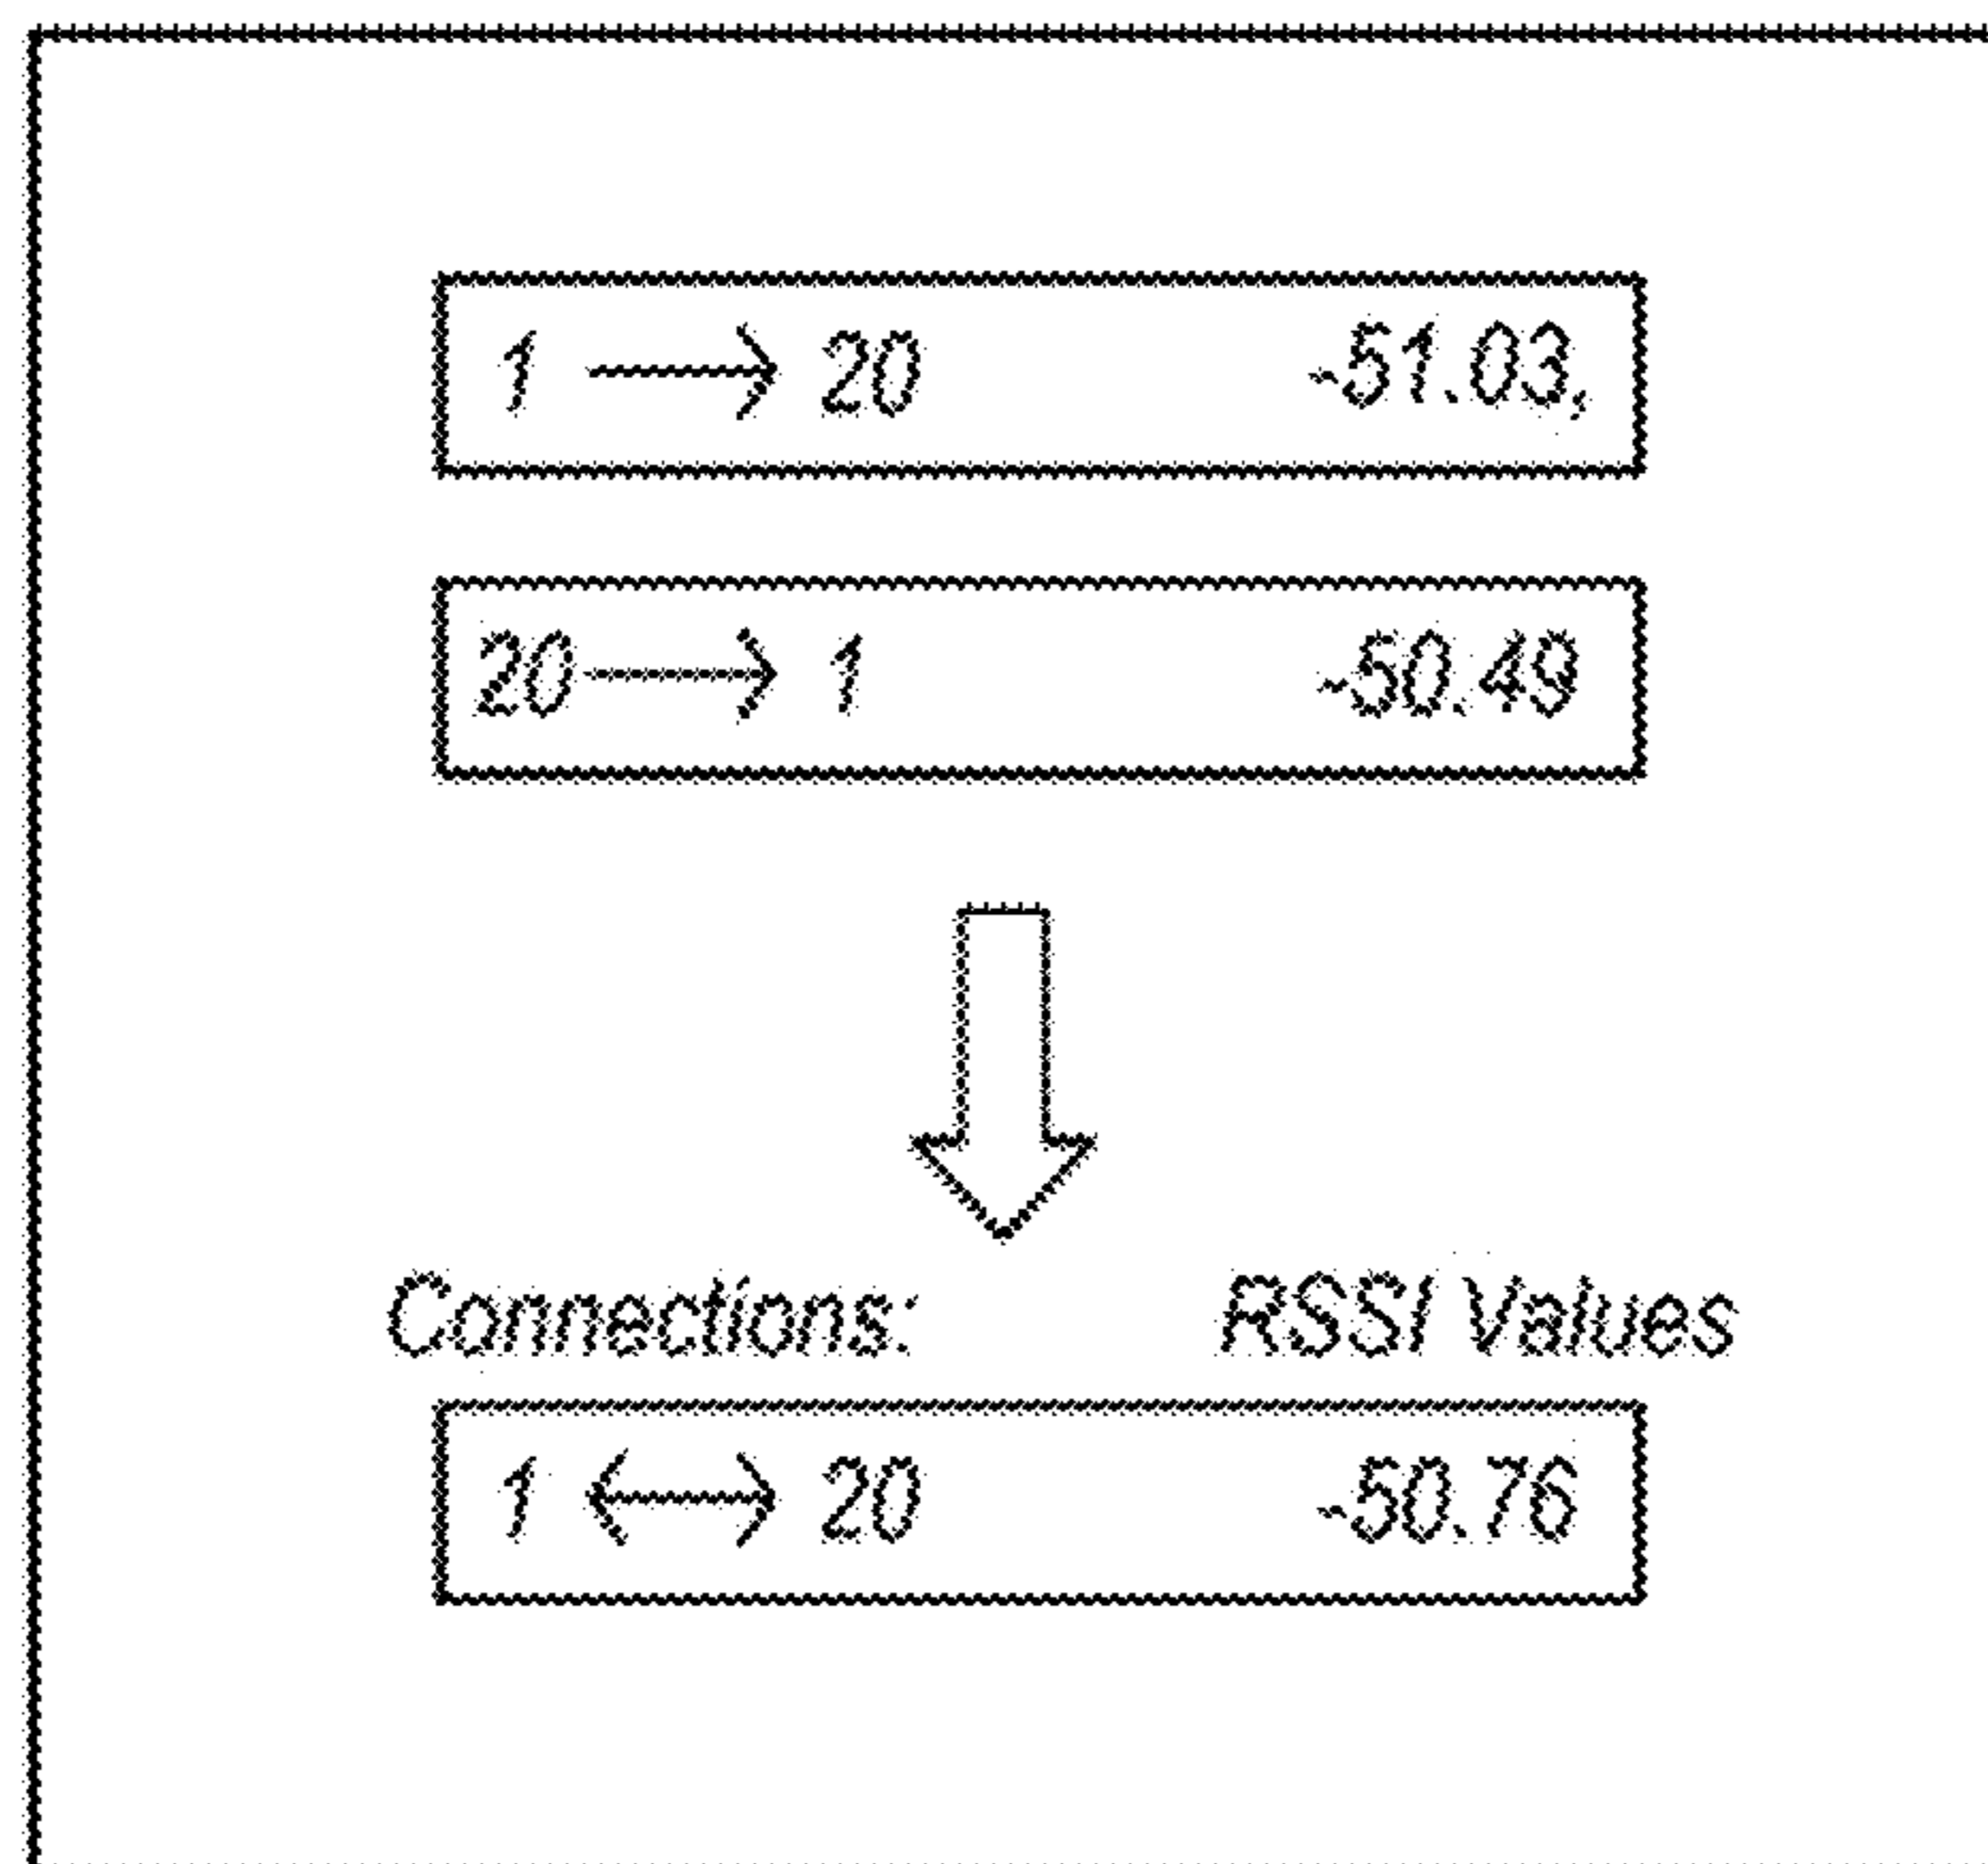 1 → 20 -51.03,
20 → 1 -50.49
Connections: RSSI Values
1 ↔ 20 -50.76